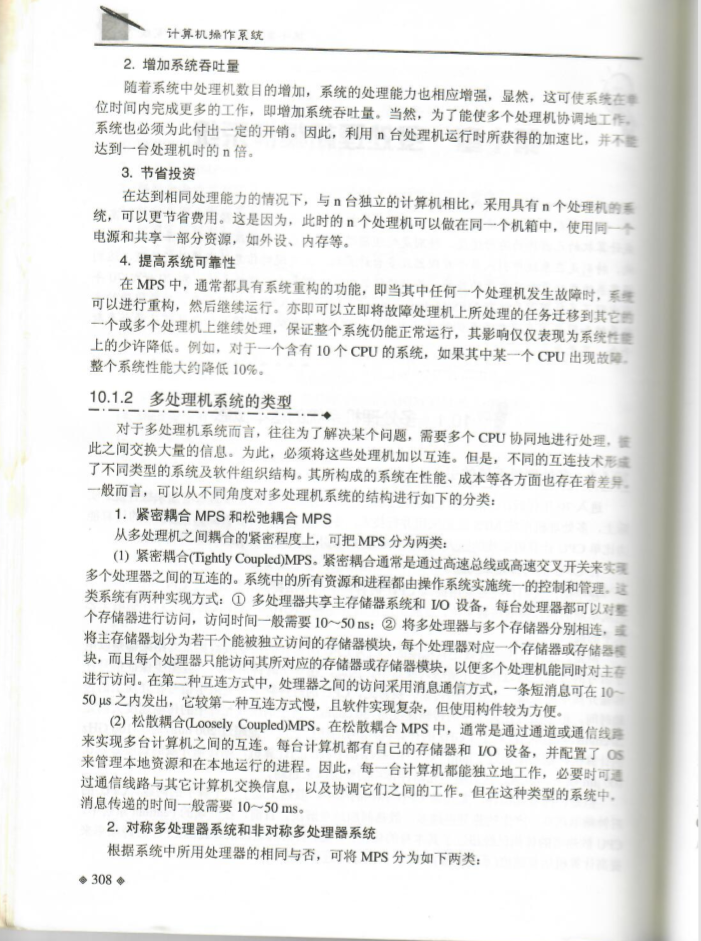 计算机操作系统
2. 增加系统吞吐量
随着系统中处理机数目的增加，系统的处理能力也相应增强，显然，这可使系统在单
位时间内完成更多的工作，即增加系统吞吐量。当然，为了能使多个处理机协调地工作，
系统也必须为此付出一定的开销。因此，利用 n 台处理机运行时所获得的加速比，并不能
达到一台处理机时的 n 倍。
3. 节省投资
在达到相同处理能力的情况下，与 n 台独立的计算机相比，采用具有 n 个处理机的系
统，可以更节省费用。这是因为，此时的 n 个处理机可以做在同一个机箱中，使用同一个
电源和共享一部分资源，如外设、内存等。
4. 提高系统可靠性
在 MPS 中，通常都具有系统重构的功能，即当其中任何一个处理机发生故障时，系统
可以进行重构，然后继续运行。亦即可以立即将故障处理机上所处理的任务迁移到其它的
一个或多个处理机上继续处理，保证整个系统仍能正常运行，其影响仅仅表现为系统性能
上的少许降低。例如，对于一个含有 10 个 CPU 的系统，如果其中某一个 CPU 出现故障，
整个系统性能大约降低 10%。
10.1.2 多处理机系统的类型
对于多处理机系统而言，往往为了解决某个问题，需要多个 CPU 协同地进行处理，彼
此之间交换大量的信息。为此，必须将这些处理机加以互连。但是，不同的互连技术形成
了不同类型的系统及软件组织结构。其所构成的系统在性能、成本等各方面也存在着差异。
一般而言，可以从不同角度对多处理机系统的结构进行如下的分类：
1. 紧密耦合 MPS 和松弛耦合 MPS
从多处理机之间耦合的紧密程度上，可把 MPS 分为两类：
(1) 紧密耦合(Tightly Coupled)MPS。紧密耦合通常是通过高速总线或高速交叉开关来实现
多个处理器之间的互连的。系统中的所有资源和进程都由操作系统实施统一的控制和管理。这
类系统有两种实现方式：① 多处理器共享主存储器系统和 I/O 设备，每台处理器都可以对整
个存储器进行访问，访问时间一般需要 10～50 ns；② 将多处理器与多个存储器分别相连，或
将主存储器划分为若干个能被独立访问的存储器模块，每个处理器对应一个存储器或存储器模
块，而且每个处理器只能访问其所对应的存储器或存储器模块，以便多个处理机能同时对主存
进行访问。在第二种互连方式中，处理器之间的访问采用消息通信方式，一条短消息可在 10～
50 μs 之内发出，它较第一种互连方式慢，且软件实现复杂，但使用构件较为方便。
(2) 松散耦合(Loosely Coupled)MPS。在松散耦合 MPS 中，通常是通过通道或通信线路
来实现多台计算机之间的互连。每台计算机都有自己的存储器和 I/O 设备，并配置了 OS
来管理本地资源和在本地运行的进程。因此，每一台计算机都能独立地工作，必要时可通
过通信线路与其它计算机交换信息，以及协调它们之间的工作。但在这种类型的系统中，
消息传递的时间一般需要 10～50 ms。
2. 对称多处理器系统和非对称多处理器系统
根据系统中所用处理器的相同与否，可将 MPS 分为如下两类：
308